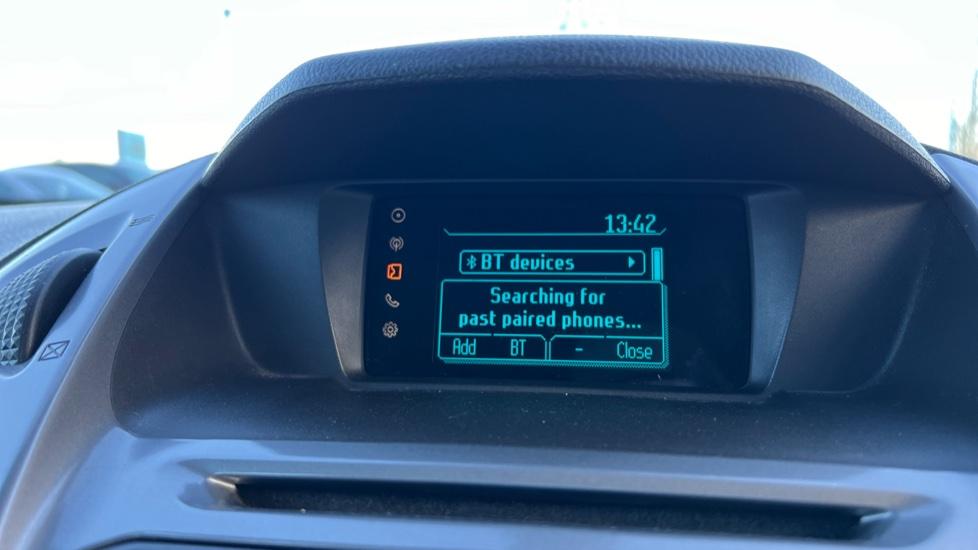 13:42
BT devices
Searching for
past paired phones...
Add BT - Close